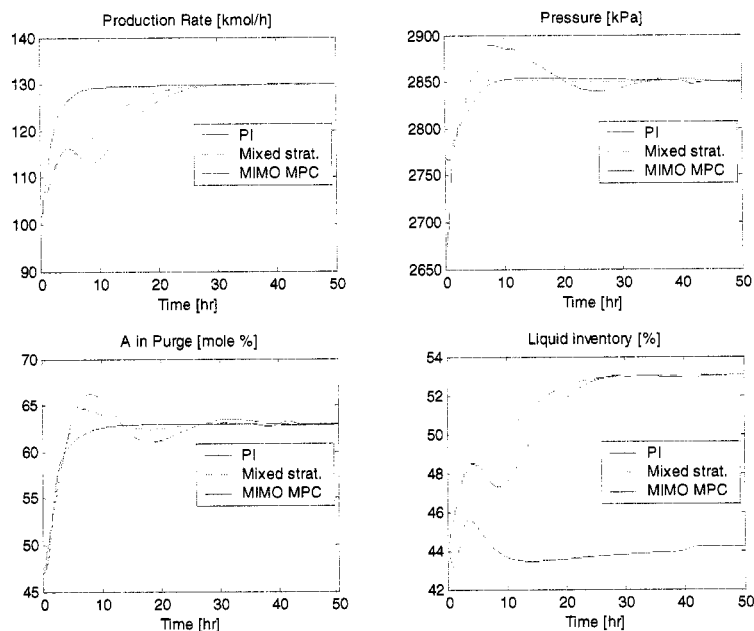 Production Rate [kmol/h]
140
130
120
110
100
90
0 10 20 30 40 50
Time [hr]
PI
Mixed strat.
MIMO MPC
Pressure [kPa]
2900
2850
2800
2750
2700
2650
0 10 20 30 40 50
Time [hr]
PI
Mixed strat.
MIMO MPC
A in Purge [mole %]
70
65
60
55
50
45
0 10 20 30 40 50
Time [hr]
PI
Mixed strat.
MIMO MPC
Liquid inventory [%]
54
52
50
48
46
44
42
0 10 20 30 40 50
Time [hr]
PI
Mixed strat.
MIMO MPC